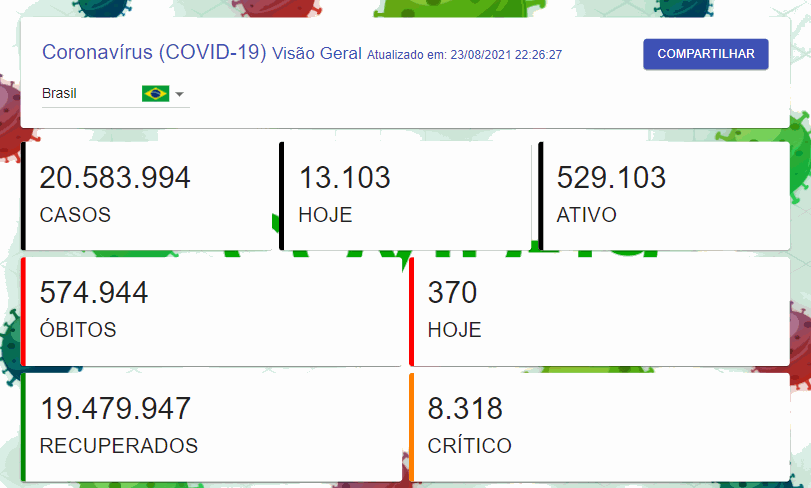 Coronavírus (COVID-19) Visão Geral Atualizado em: 23/08/2021 22:26:27
COMPARTILHAR
Brasil
20.583.994
CASOS
13.103
HOJE
529.103
ATIVO
574.944
ÓBITOS
370
HOJE
19.479.947
RECUPERADOS
8.318
CRÍTICO